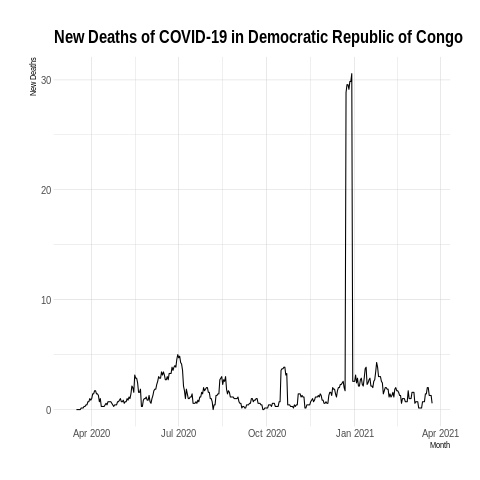 New Deaths of COVID-19 in Democratic Republic of Congo
New Deaths
30
20
10
0
Apr 2020 Jul 2020 Oct 2020 Jan 2021 Apr 2021
Month